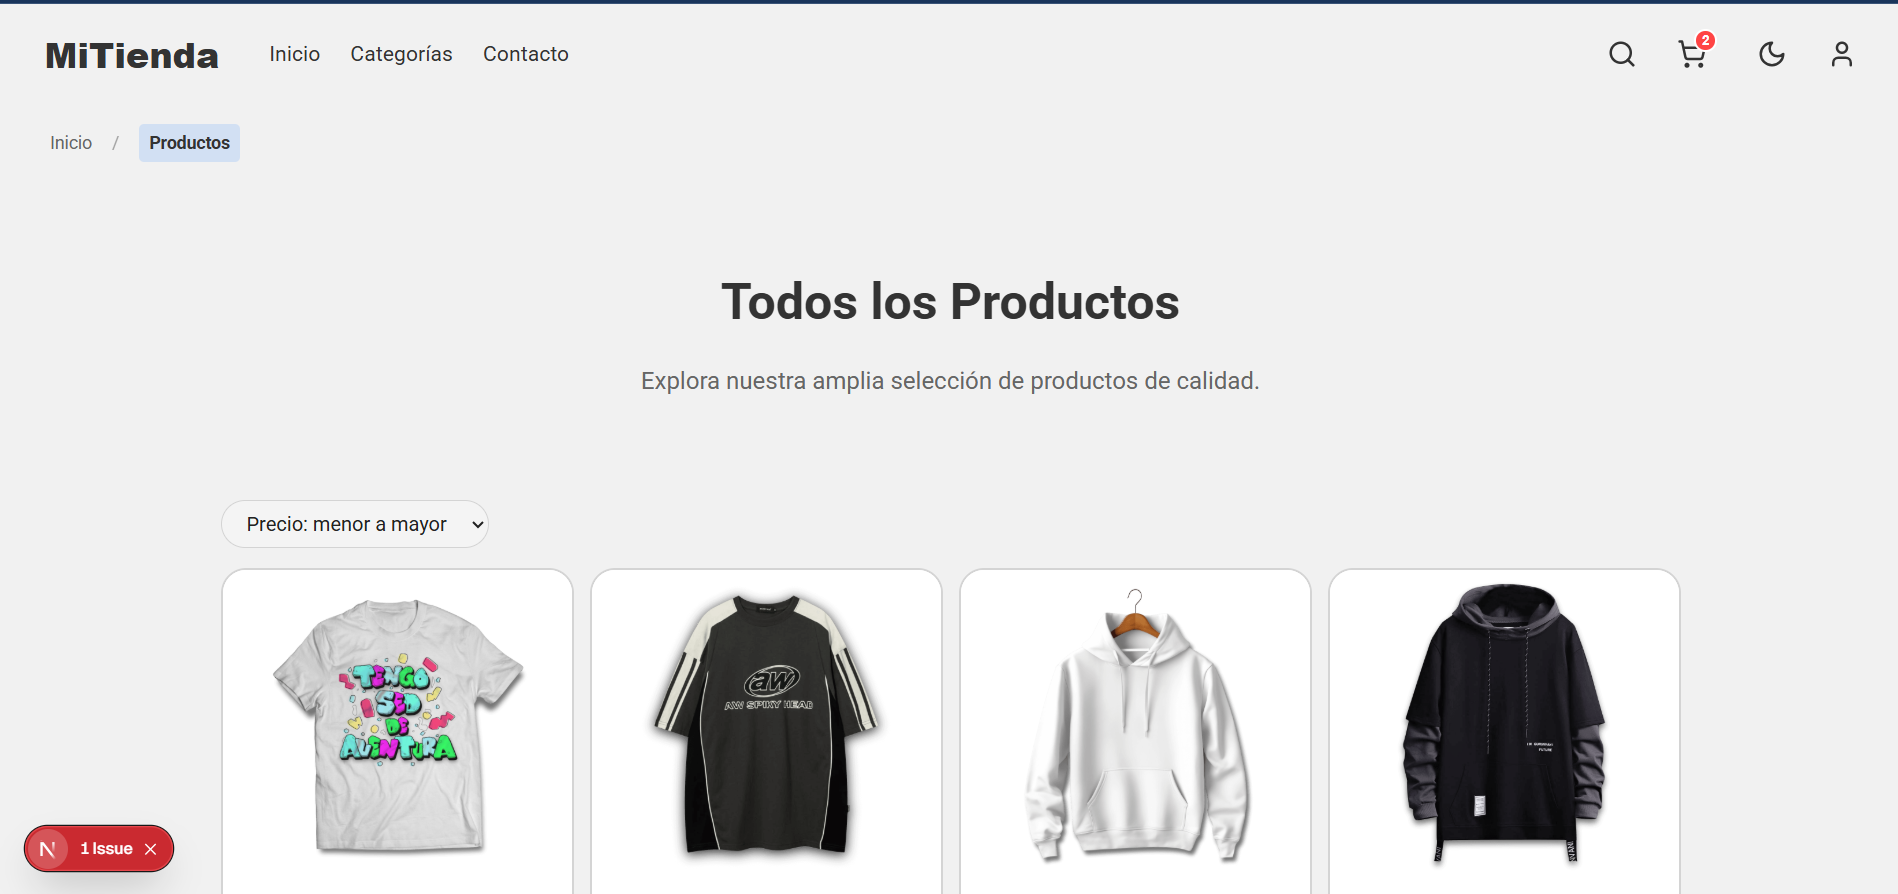 MiTienda
Inicio
Categorías
Contacto
2
Inicio / Productos
Todos los Productos
Explora nuestra amplia selección de productos de calidad.
Precio: menor a mayor
TENGO
SED
DE
AVENTURA
aw
AW SPIKY HEAD
FUTURE
N
1 Issue